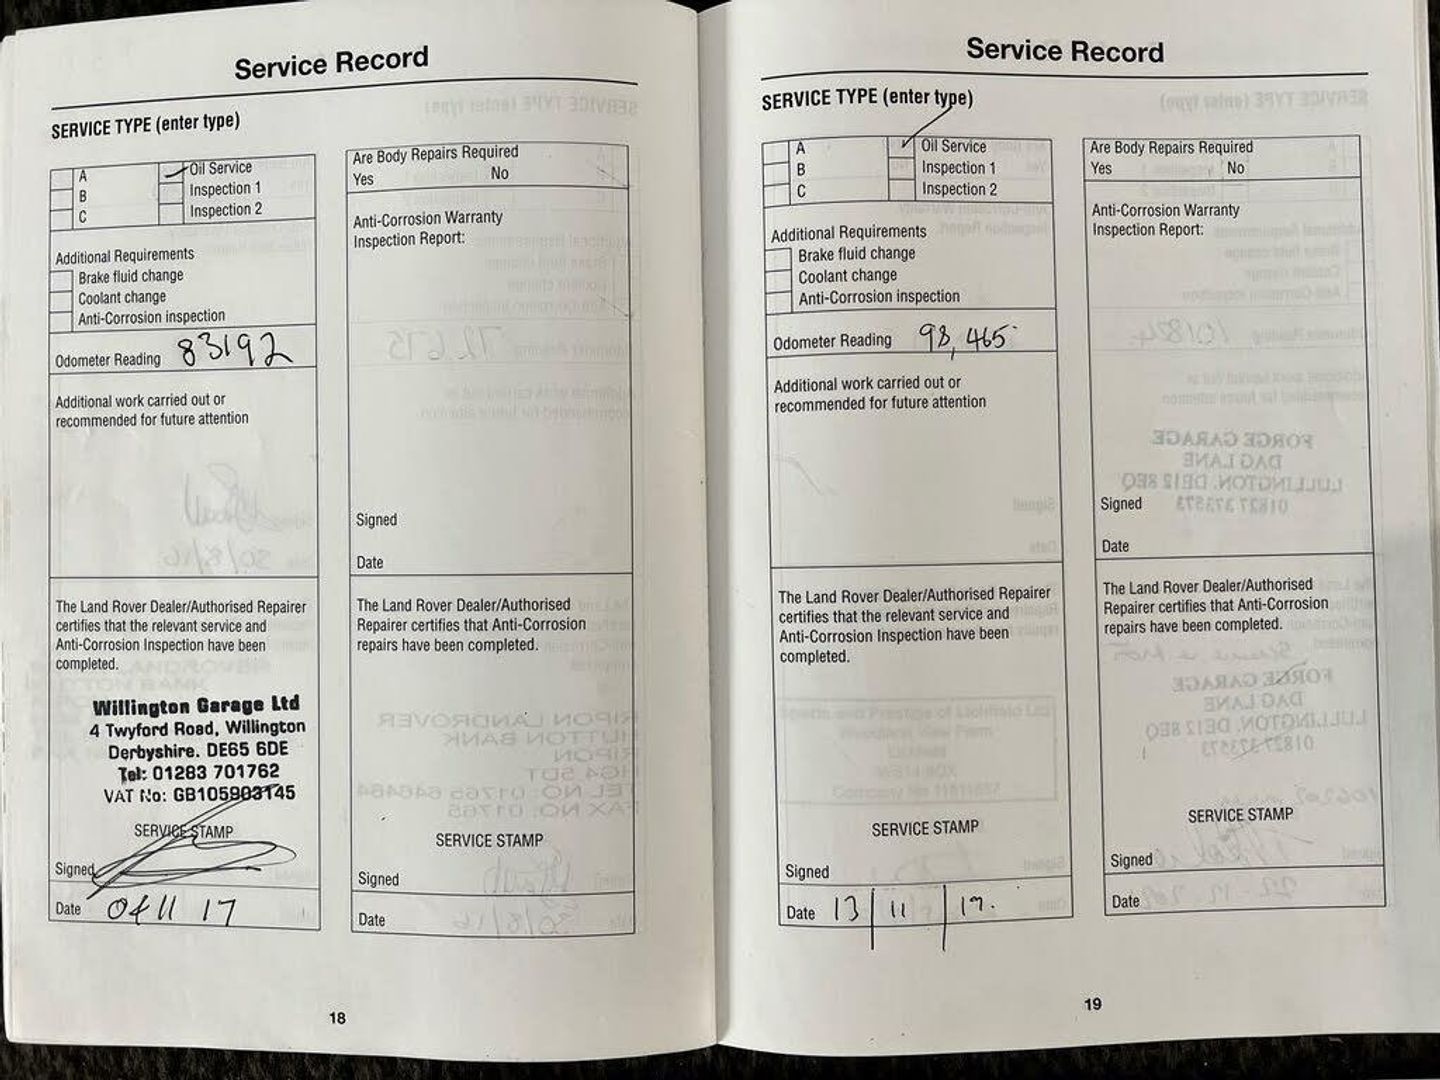 Service Record
SERVICE TYPE (enter type)
A
B
C
Oil Service
Inspection 1
Inspection 2
Additional Requirements
Brake fluid change
Coolant change
Anti-Corrosion inspection
Odometer Reading 83192
Additional work carried out or
recommended for future attention
The Land Rover Dealer/Authorised Repairer
certifies that the relevant service and
Anti-Corrosion Inspection have been
completed.
Willington Garage Ltd
4 Twyford Road, Willington
Derbyshire. DE65 6DE
Tel: 01283 701762
VAT No: GB105903145
SERVICE STAMP
Signed
Date 11 17
Are Body Repairs Required
Yes No
Anti-Corrosion Warranty
Inspection Report:
Signed
Date
The Land Rover Dealer/Authorised
Repairer certifies that Anti-Corrosion
repairs have been completed.
SERVICE STAMP
Signed
Date
18
Service Record
SERVICE TYPE (enter type)
A
B
C
Oil Service
Inspection 1
Inspection 2
Additional Requirements
Brake fluid change
Coolant change
Anti-Corrosion inspection
Odometer Reading 98,465
Additional work carried out or
recommended for future attention
The Land Rover Dealer/Authorised Repairer
certifies that the relevant service and
Anti-Corrosion Inspection have been
completed.
SERVICE STAMP
Signed
Date 13 | 11 | 19.
Are Body Repairs Required
Yes No
Anti-Corrosion Warranty
Inspection Report:
Signed
Date
The Land Rover Dealer/Authorised
Repairer certifies that Anti-Corrosion
repairs have been completed.
SERVICE STAMP
Signed
Date
19